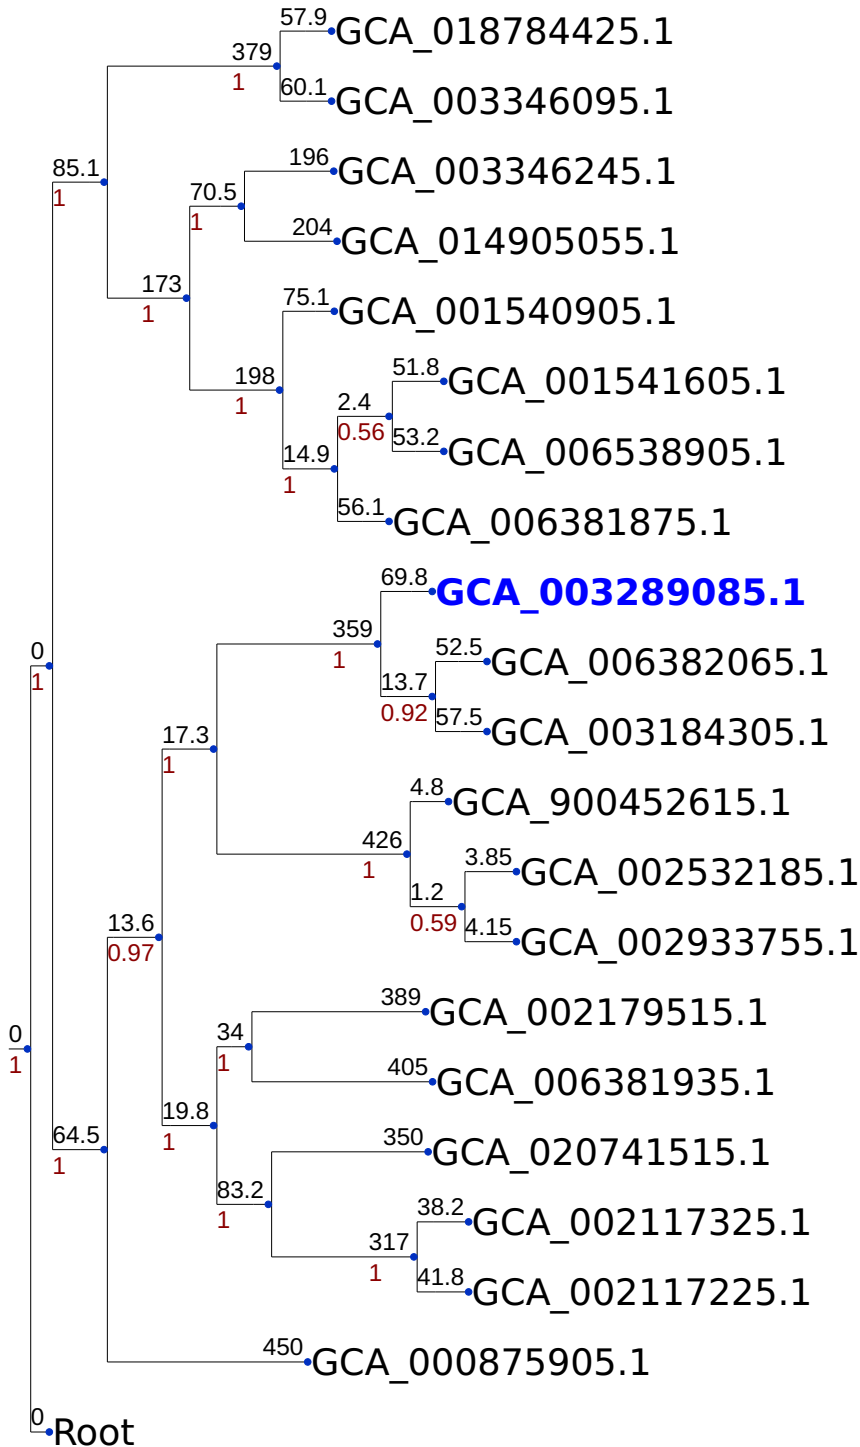 57.9
GCA_018784425.1
379
1
60.1
GCA_003346095.1
85.1
1
196
GCA_003346245.1
70.5
1
204
GCA_014905055.1
173
1
75.1
GCA_001540905.1
198
1
51.8
GCA_001541605.1
2.4
0.56
53.2
GCA_006538905.1
14.9
1
56.1
GCA_006381875.1
0
1
69.8
GCA_003289085.1
359
1
52.5
GCA_006382065.1
13.7
0.92
57.5
GCA_003184305.1
17.3
1
4.8
GCA_900452615.1
426
1
3.85
GCA_002532185.1
1.2
0.59
4.15
GCA_002933755.1
13.6
0.97
389
GCA_002179515.1
34
1
405
GCA_006381935.1
0
1
19.8
1
350
GCA_020741515.1
64.5
1
83.2
1
38.2
GCA_002117325.1
317
1
41.8
GCA_002117225.1
450
GCA_000875905.1
0
Root